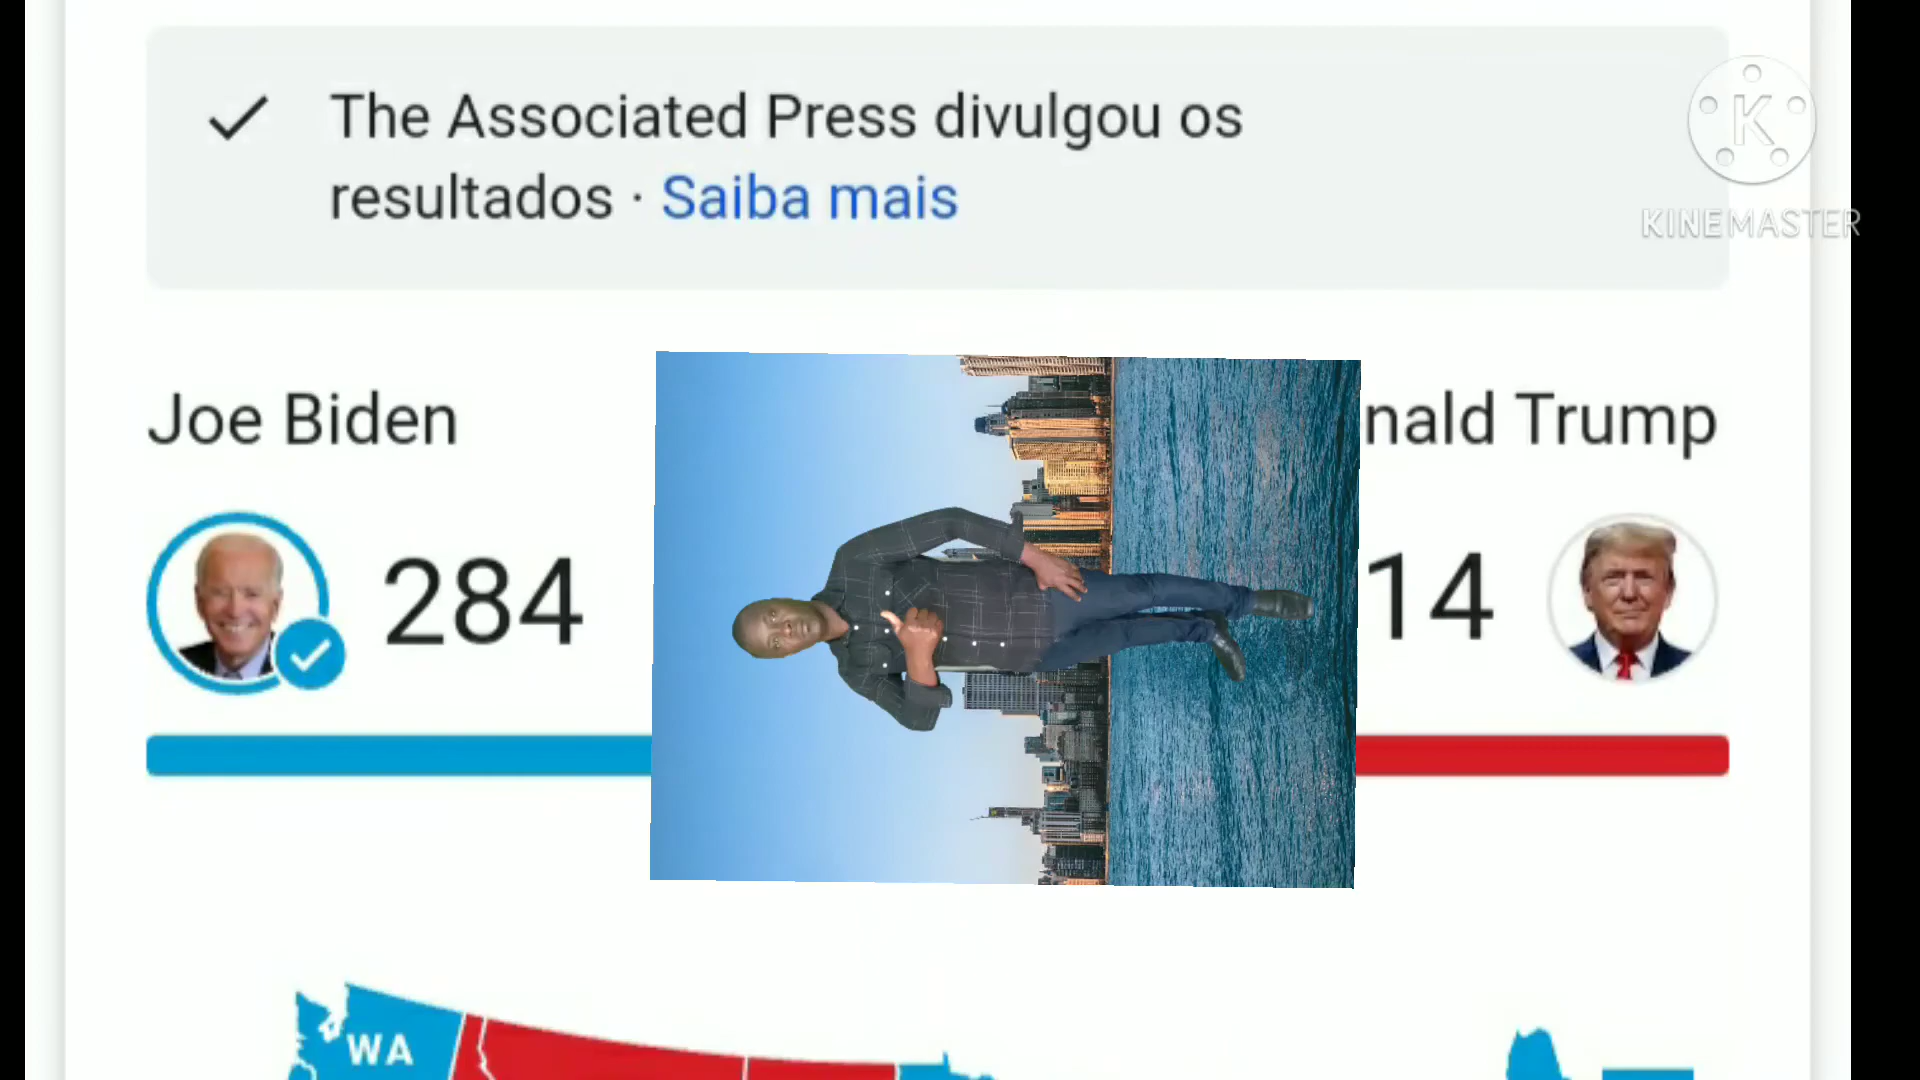 The Associated Press divulgou os
resultados · Saiba mais
K
KINEMASTER
Joe Biden
nald Trump
284
14
WA